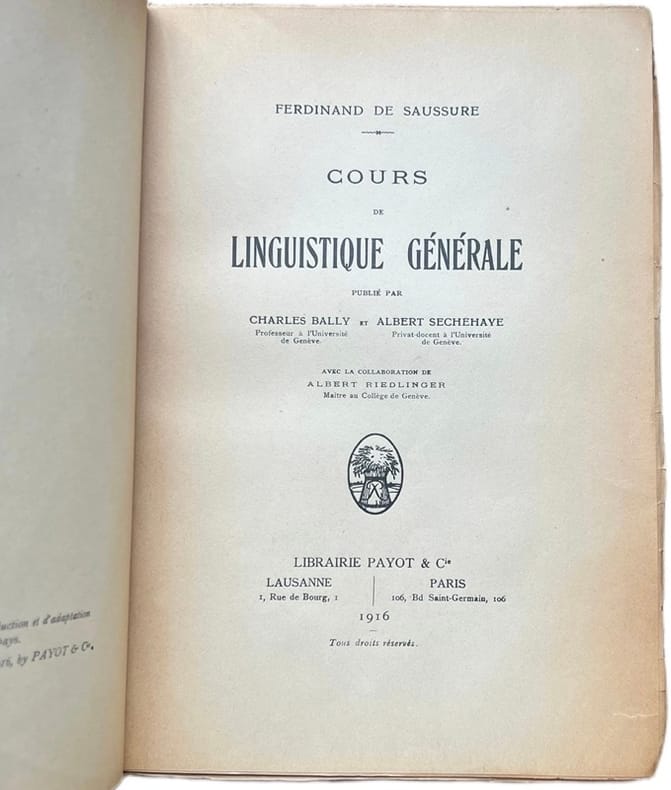 FERDINAND DE SAUSSURE
COURS
DE
LINGUISTIQUE GÉNÉRALE
PUBLIÉ PAR
CHARLES BALLY ET ALBERT SECHEHAYE
Professeur à l'Université Privat-docent à l'Université
de Genève. de Genève.
AVEC LA COLLABORATION DE
ALBERT RIEDLINGER
Maître au Collège de Genève.
LIBRAIRIE PAYOT & Cie
LAUSANNE PARIS
1, Rue de Bourg, 1 106, Bd Saint-Germain, 106
1916
Tous droits réservés.
et d'adaptation
by PAYOT & Cie.